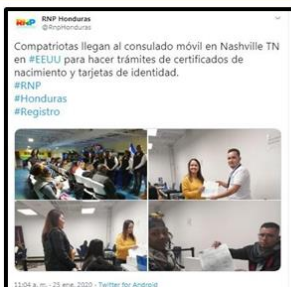 RNP
RNP Honduras
@RnpHonduras
Compatriotas llegan al consulado móvil en Nashville TN
en #EEUU para hacer trámites de certificados de
nacimiento y tarjetas de identidad.
#RNP
#Honduras
#Registro
11:04 a. m. - 25 ene. 2020 - Twitter for Android